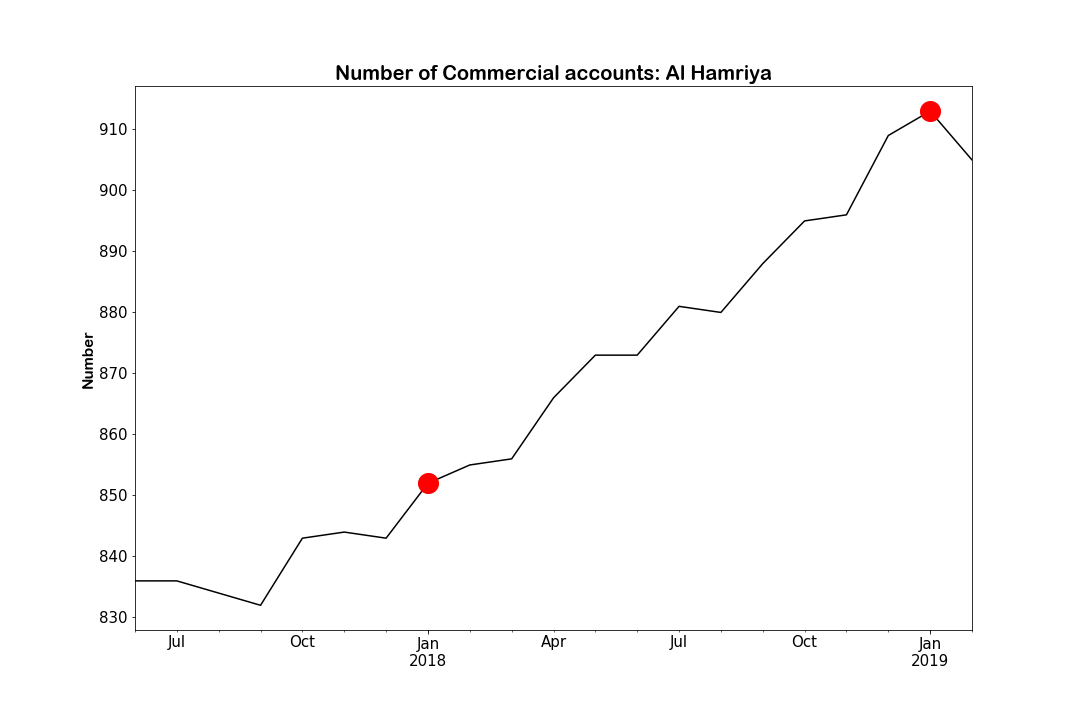 Number of Commercial accounts: Al Hamriya
910
900
890
880
870
860
850
840
830
Number
Jul
Oct
Jan
2018
Apr
Jul
Oct
Jan
2019